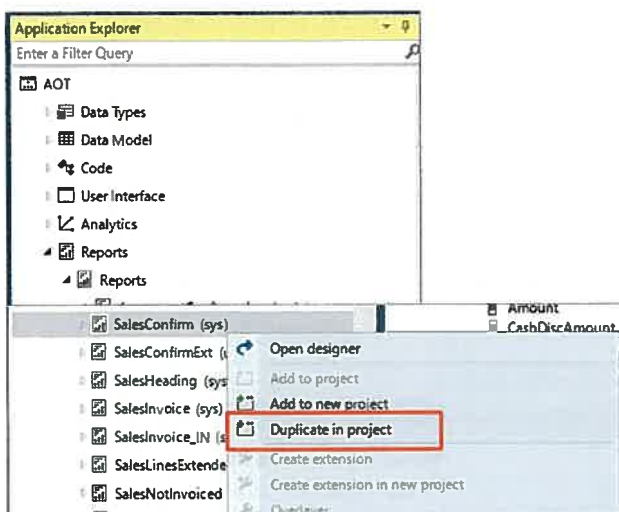 Application Explorer
Enter a Filter Query
AOT
Data Types
Data Model
Code
User Interface
Analytics
Reports
Reports
Amount
SalesConfirm (sys)
_CashDiscAmount
SalesConfirmExt (
Open designer
SalesHeading (sys
Add to project
SalesInvoice (sys)
Add to new project
SalesInvoice_IN (s
Duplicate in project
SalesLinesExtende
Create extension
SalesNotInvoiced
Create extension in new project